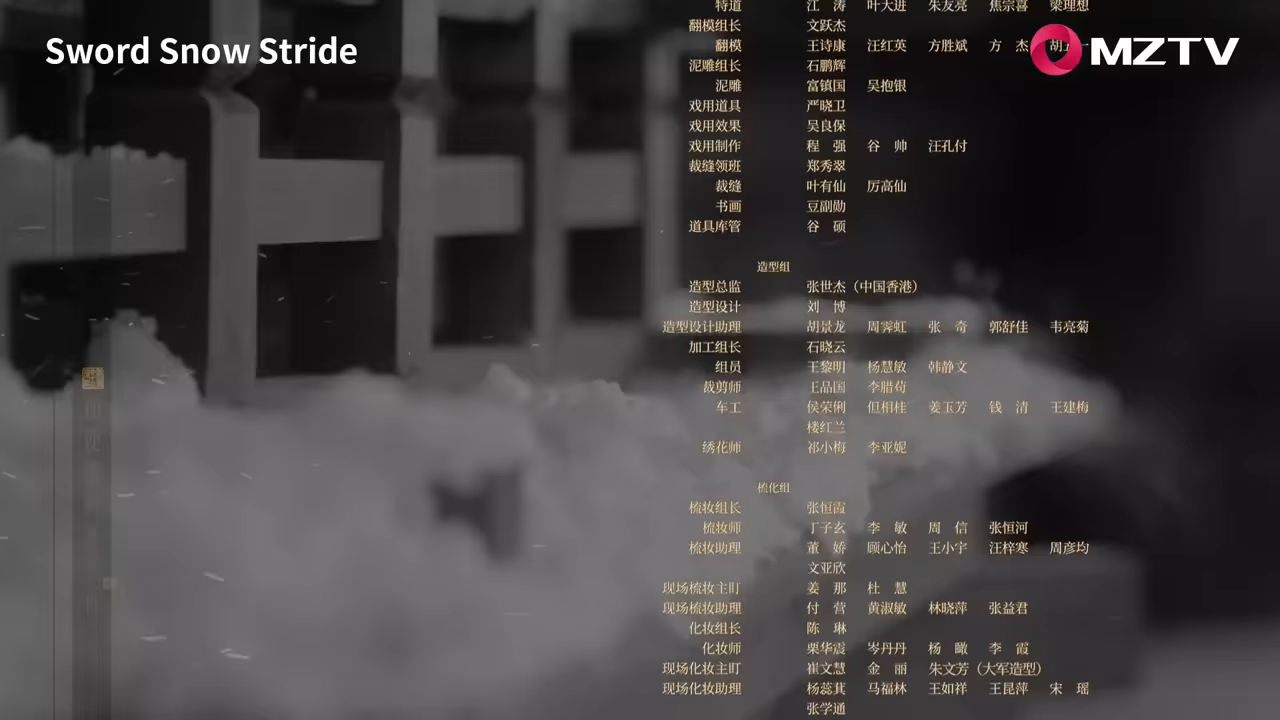 Sword Snow Stride
MZTV
特道 江 涛 叶大进 朱友亮 焦宗喜 梁理想
翻模组长 文跃杰
翻模 王诗康 汪红英 方胜斌 方 杰
泥雕组长 石鹏辉
泥雕 富镇国 吴抱银
戏用道具 严晓卫
戏用效果 吴良保
戏用制作 程 强 谷 帅 汪孔付
裁缝领班 郑秀翠
裁缝 叶有仙 厉高仙
书画 豆副勋
道具库管 谷 硕
造型组
造型总监 张世杰（中国香港）
造型设计 刘 博
造型设计助理 胡景龙 周霁虹 张 奇 郭舒佳 韦亮菊
加工组长 石晓云
组员 王黎明 杨慧敏 韩静文
裁剪师 王品国 李腊苟
车工 侯荣俐 但相桂 姜玉芳 钱 清 王建梅
楼红兰
绣花师 祁小梅 李亚妮
梳化组
梳妆组长 张恒霞
梳妆师 丁子玄 李 敏 周 信 张恒河
梳妆助理 董 娇 顾心怡 王小宇 汪梓寒 周彦均
文亚欣
现场梳妆主盯 姜 那 杜 慧
现场梳妆助理 付 营 黄淑敏 林晓萍 张益君
化妆组长 陈 琳
化妆师 栗华震 岑丹丹 杨 瞰 李 霞
现场化妆主盯 崔文慧 金 丽 朱文芳（大军造型）
现场化妆助理 杨蕊萁 马福林 王如祥 王昆萍 宋 瑶
张学通